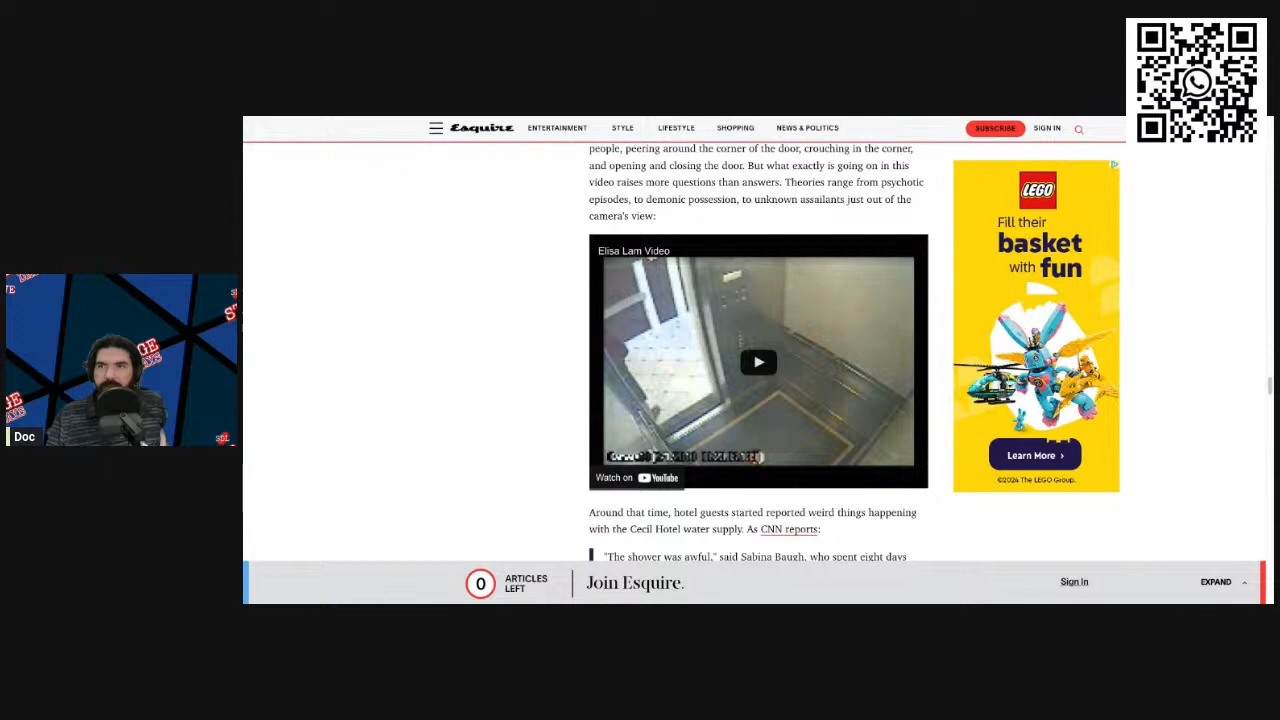 Esquire
ENTERTAINMENT
STYLE
LIFESTYLE
SHOPPING
NEWS & POLITICS
SUBSCRIBE
SIGN IN
people, peering around the corner of the door, crouching in the corner,
and opening and closing the door. But what exactly is going on in this
video raises more questions than answers. Theories range from psychotic
episodes, to demonic possession, to unknown assailants just out of the
camera's view:
Elisa Lam Video
Watch on YouTube
LEGO
Fill their
basket
with fun
Learn More ›
©2024 The LEGO Group.
Around that time, hotel guests started reported weird things happening
with the Cecil Hotel water supply. As CNN reports:
"The shower was awful," said Sabina Baugh, who spent eight days
0
ARTICLES
LEFT
Join Esquire.
Sign In
EXPAND
Doc
SDL